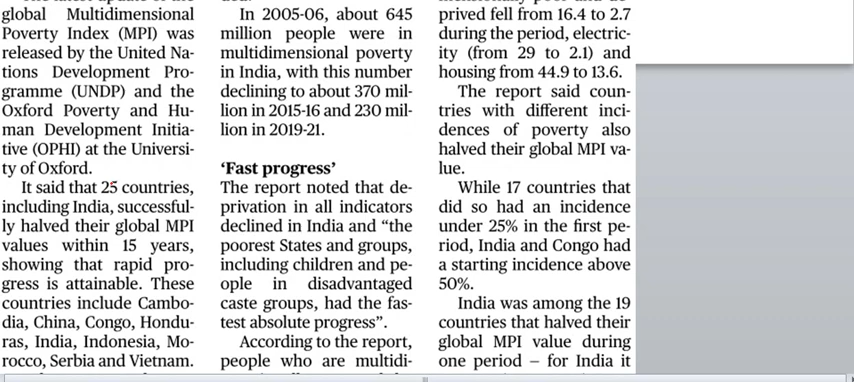 global Multidimensional
Poverty Index (MPI) was
released by the United Na-
tions Development Pro-
gramme (UNDP) and the
Oxford Poverty and Hu-
man Development Initia-
tive (OPHI) at the Universi-
ty of Oxford.
It said that 25 countries,
including India, successful-
ly halved their global MPI
values within 15 years,
showing that rapid pro-
gress is attainable. These
countries include Cambo-
dia, China, Congo, Hondu-
ras, India, Indonesia, Mo-
rocco, Serbia and Vietnam.
In 2005-06, about 645
million people were in
multidimensional poverty
in India, with this number
declining to about 370 mil-
lion in 2015-16 and 230 mil-
lion in 2019-21.
‘Fast progress’
The report noted that de-
privation in all indicators
declined in India and “the
poorest States and groups,
including children and pe-
ople in disadvantaged
caste groups, had the fas-
test absolute progress”.
According to the report,
people who are multidi-
prived fell from 16.4 to 2.7
during the period, electric-
ity (from 29 to 2.1) and
housing from 44.9 to 13.6.
The report said coun-
tries with different inci-
dences of poverty also
halved their global MPI va-
lue.
While 17 countries that
did so had an incidence
under 25% in the first pe-
riod, India and Congo had
a starting incidence above
50%.
India was among the 19
countries that halved their
global MPI value during
one period – for India it